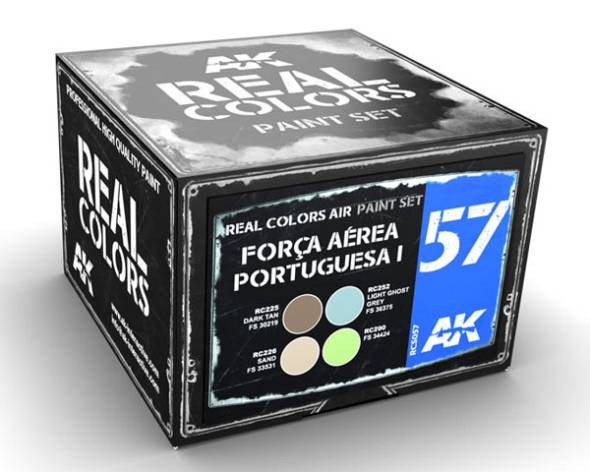 AK
REAL
COLORS
PAINT SET
PROFESSIONAL HIGH QUALITY PAINT
REAL
COLORS
AK
REAL COLORS AIR PAINT SET
FORÇA AÉREA
PORTUGUESA I
57
RC225
DARK TAN
FS 30219
RC252
LIGHT GHOST
GREY
FS 36375
RC226
SAND
FS 33531
RC290
FS 34424
RCS057
AK